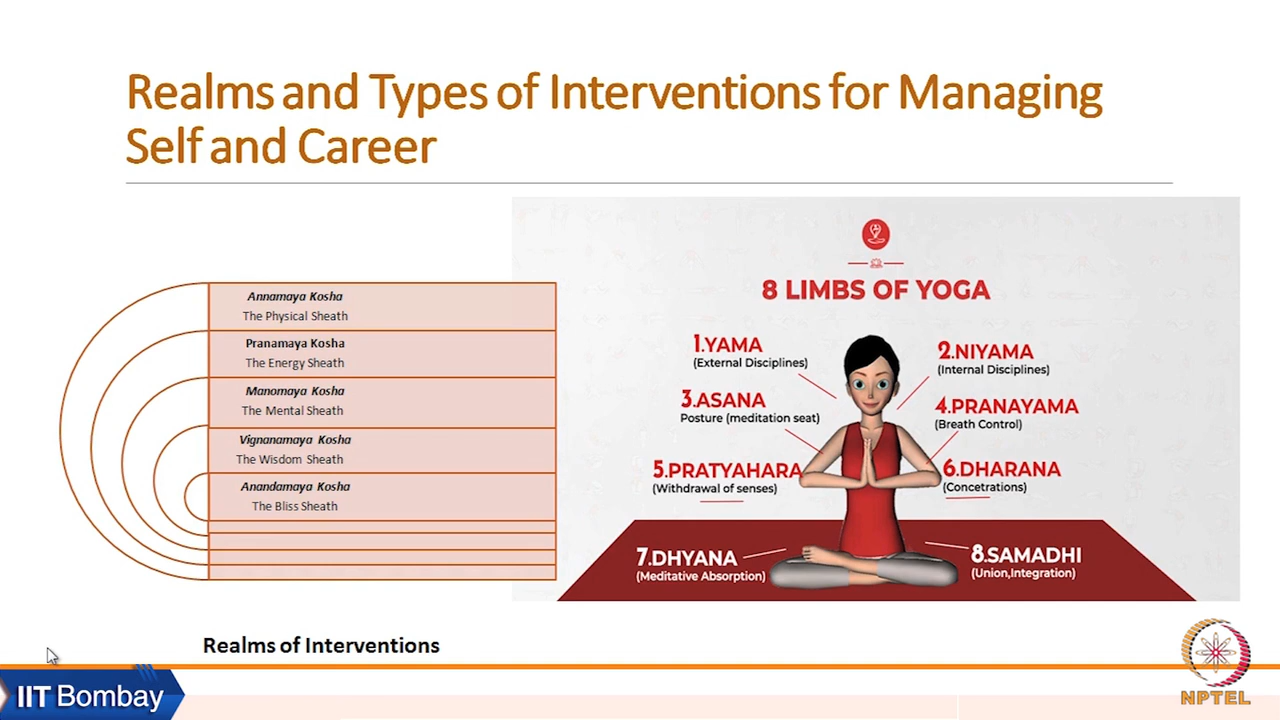 Realms and Types of Interventions for Managing
Self and Career
Annamaya Kosha
The Physical Sheath
Pranamaya Kosha
The Energy Sheath
Manomaya Kosha
The Mental Sheath
Vignanamaya Kosha
The Wisdom Sheath
Anandamaya Kosha
The Bliss Sheath
Realms of Interventions
8 LIMBS OF YOGA
1.YAMA
(External Disciplines)
2.NIYAMA
(Internal Disciplines)
3.ASANA
Posture (meditation seat)
4.PRANAYAMA
(Breath Control)
5.PRATYAHARA
(Withdrawal of senses)
6.DHARANA
(Concetrations)
7.DHYANA
(Meditative Absorption)
8.SAMADHI
(Union,Integration)
IIT Bombay
NPTEL